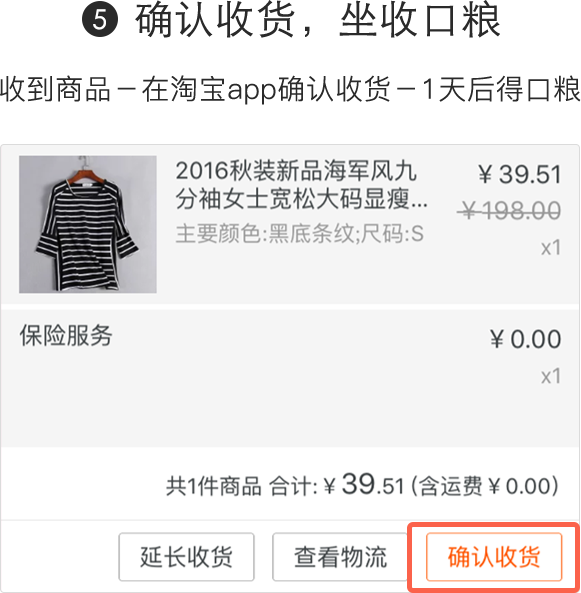 5 确认收货，坐收口粮
收到商品－在淘宝app确认收货－1天后得口粮
2016秋装新品海军风九
分袖女士宽松大码显瘦...
主要颜色:黑底条纹;尺码:S
￥39.51
￥198.00
x1
保险服务
￥0.00
x1
共1件商品 合计:￥39.51 (含运费￥0.00)
延长收货
查看物流
确认收货